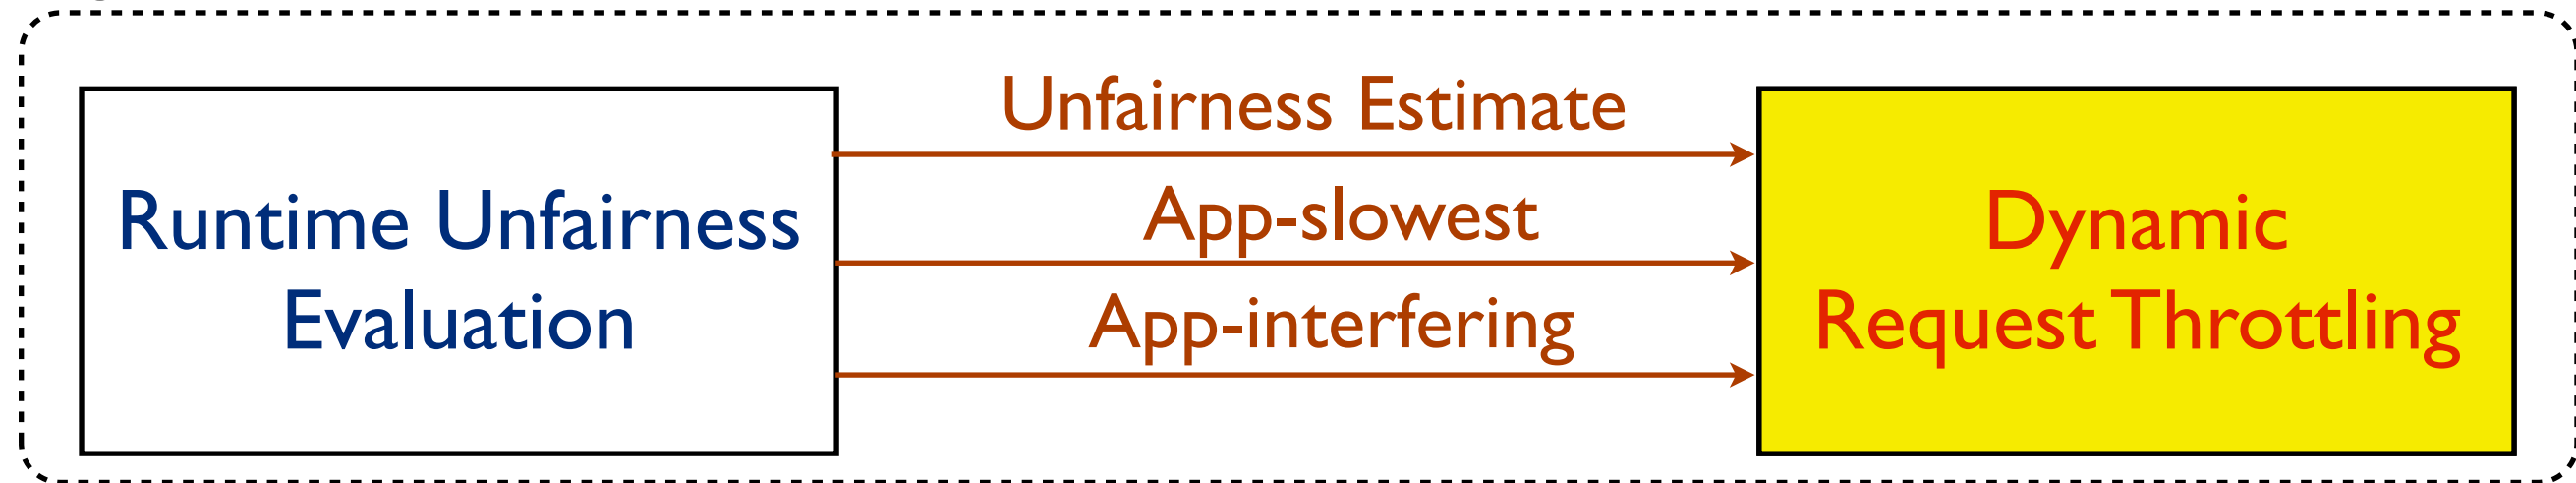 Runtime Unfairness
Evaluation
Unfairness Estimate
App-slowest
App-interfering
Dynamic
Request Throttling